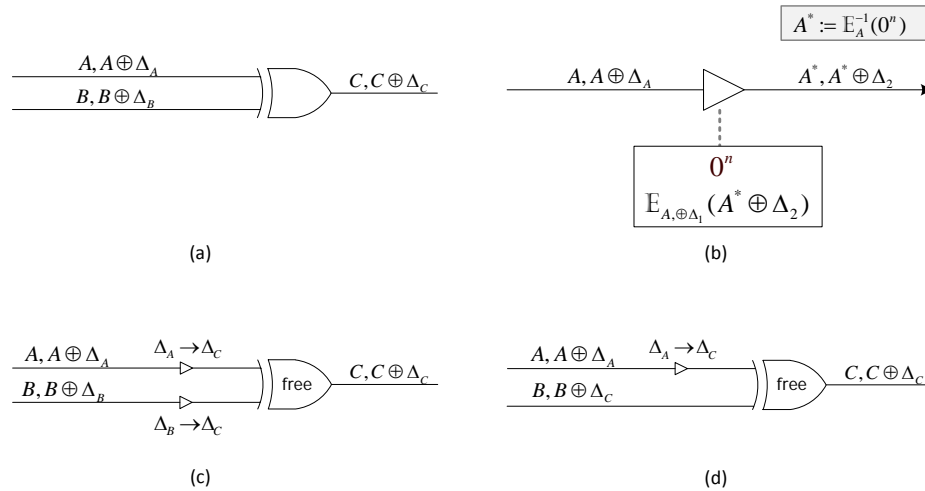 A, A ⊕ Δ_A
B, B ⊕ Δ_B
C, C ⊕ Δ_C
(a)
A^* := 𝔼_A^{-1}(0^n)
A, A ⊕ Δ_A
A^*, A^* ⊕ Δ_2
0^n
𝔼_{A,⊕Δ_1}(A^* ⊕ Δ_2)
(b)
Δ_A → Δ_C
A, A ⊕ Δ_A
B, B ⊕ Δ_B
free
C, C ⊕ Δ_C
Δ_B → Δ_C
(c)
Δ_A → Δ_C
A, A ⊕ Δ_A
B, B ⊕ Δ_C
free
C, C ⊕ Δ_C
(d)